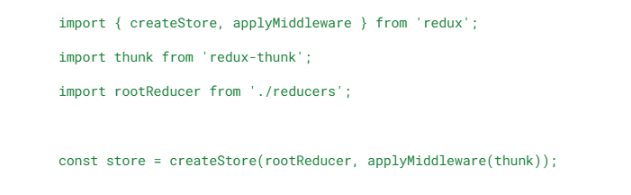 import { createStore, applyMiddleware } from 'redux';
import thunk from 'redux-thunk';
import rootReducer from './reducers';
const store = createStore(rootReducer, applyMiddleware(thunk));